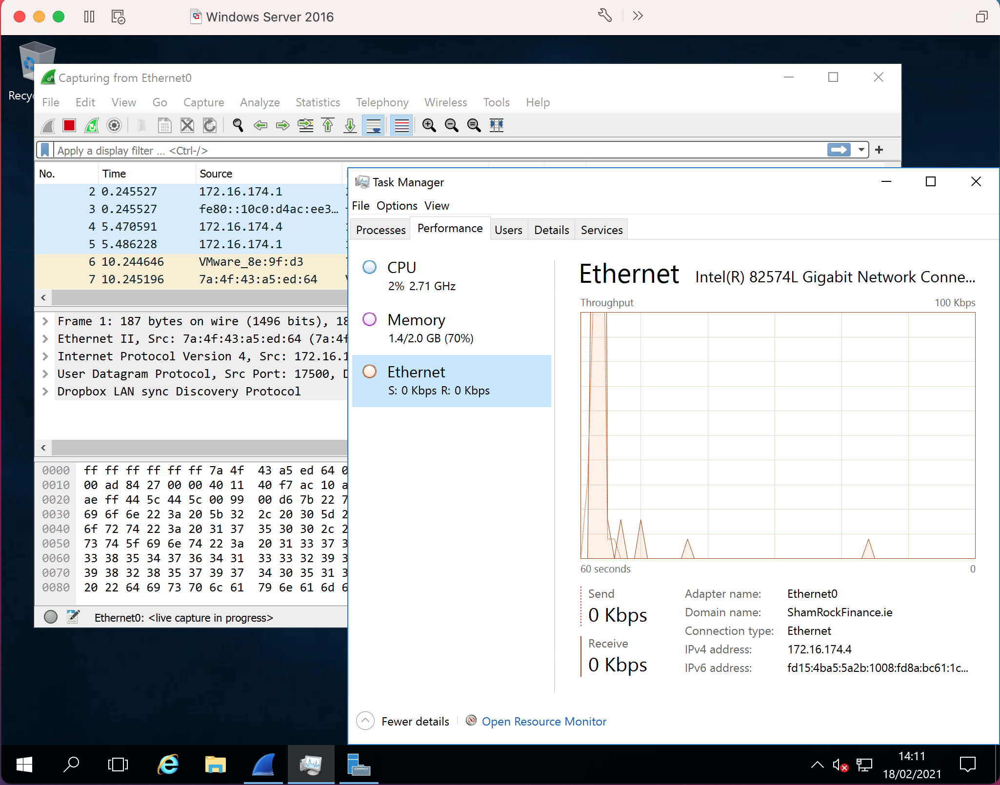 Windows Server 2016
Recy
Capturing from Ethernet0
File Edit View Go Capture Analyze Statistics Telephony Wireless Tools Help
Apply a display filter ... <Ctrl-/>
No. Time Source
2 0.245527 172.16.174.1
3 0.245527 fe80::10c0:d4ac:ee3...
4 5.470591 172.16.174.4
5 5.486228 172.16.174.1
6 10.244646 VMware_8e:9f:d3
7 10.245196 7a:4f:43:a5:ed:64
Frame 1: 187 bytes on wire (1496 bits), 18
Ethernet II, Src: 7a:4f:43:a5:ed:64 (7a:4f
Internet Protocol Version 4, Src: 172.16.1
User Datagram Protocol, Src Port: 17500, D
Dropbox LAN sync Discovery Protocol
0000 ff ff ff ff ff ff 7a 4f 43 a5 ed 64 0
0010 00 ad 84 27 00 00 40 11 40 f7 ac 10 a
0020 ae ff 44 5c 44 5c 00 99 00 d6 7b 22 7
0030 69 6f 6e 22 3a 20 5b 32 2c 20 30 5d 2
0040 6f 72 74 22 3a 20 31 37 35 30 30 2c 2
0050 73 74 5f 69 6e 74 22 3a 20 31 33 37 3
0060 33 38 35 34 37 36 34 31 33 33 32 39 3
0070 39 38 32 38 35 37 39 37 34 30 35 31 3
0080 20 22 64 69 73 70 6c 61 79 6e 61 6d 6
Ethernet0: <live capture in progress>
Task Manager
File Options View
Processes Performance Users Details Services
CPU
2% 2.71 GHz
Memory
1.4/2.0 GB (70%)
Ethernet
S: 0 Kbps R: 0 Kbps
Ethernet Intel(R) 82574L Gigabit Network Conne...
Throughput 100 Kbps
60 seconds 0
Send
0 Kbps
Receive
0 Kbps
Adapter name: Ethernet0
Domain name: ShamRockFinance.ie
Connection type: Ethernet
IPv4 address: 172.16.174.4
IPv6 address: fd15:4ba5:5a2b:1008:fd8a:bc61:1c...
Fewer details Open Resource Monitor
14:11
18/02/2021